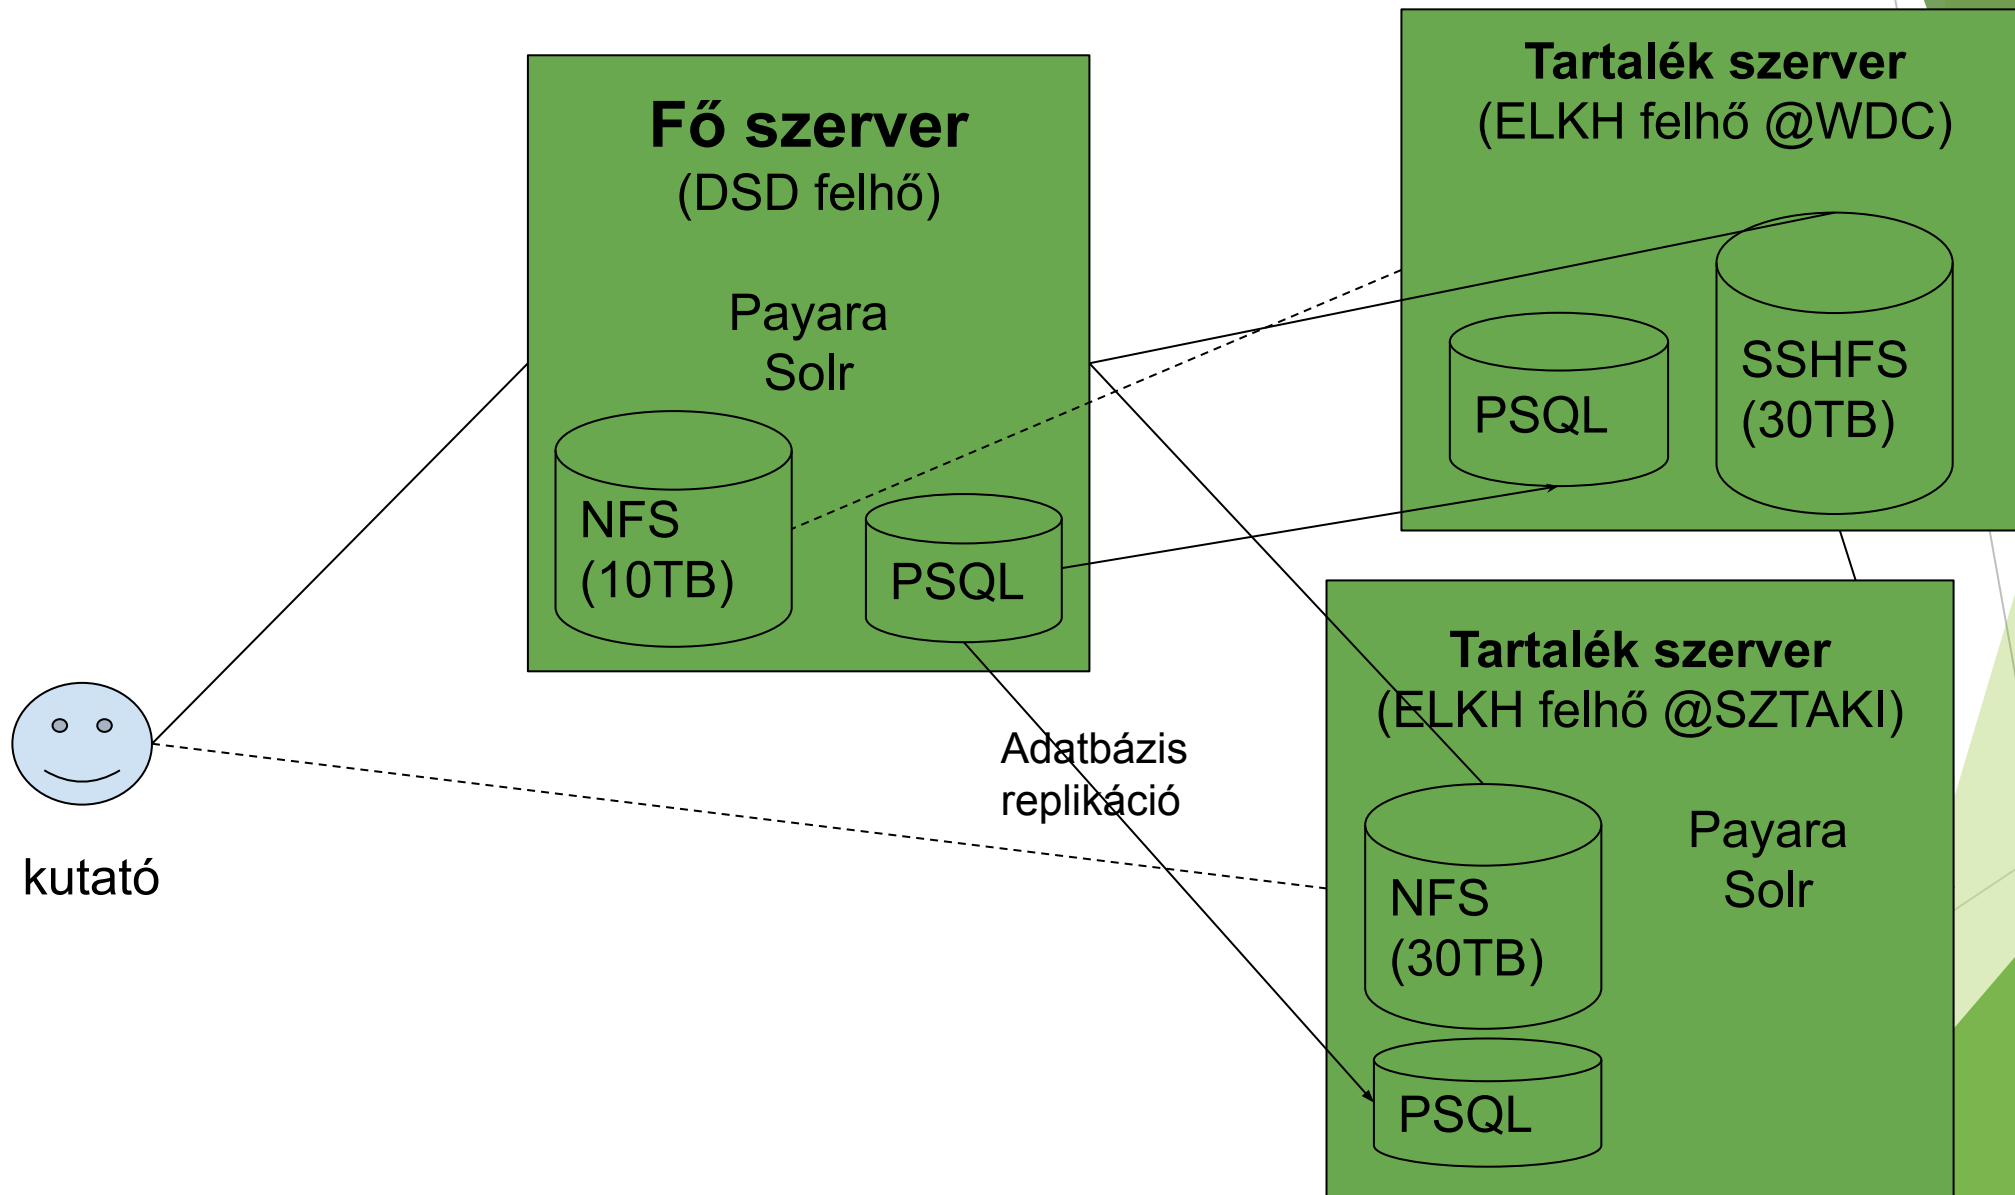 Fő szerver
(DSD felhő)
Payara
Solr
NFS
(10TB)
PSQL
Tartalék szerver
(ELKH felhő @WDC)
PSQL
SSHFS
(30TB)
Tartalék szerver
(ELKH felhő @SZTAKI)
NFS
(30TB)
Payara
Solr
PSQL
Adatbázis
replikáció
kutató